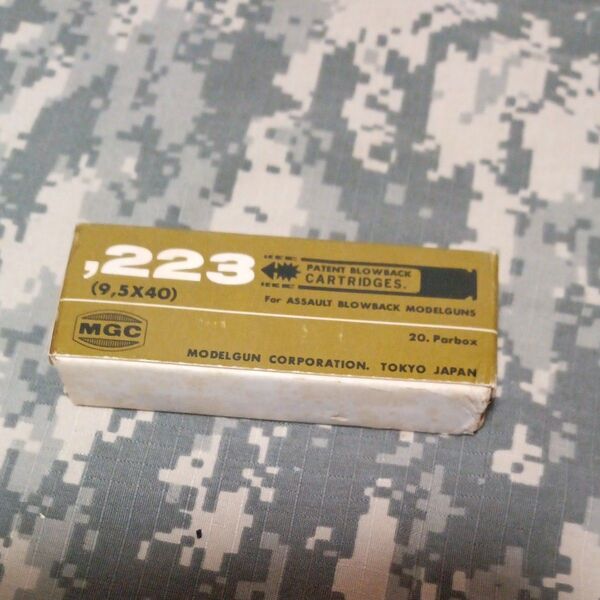 ,223
(9,5X40)
PATENT BLOWBACK
CARTRIDGES.
For ASSAULT BLOWBACK MODELGUNS
MGC
20. Parbox
MODELGUN CORPORATION. TOKYO JAPAN